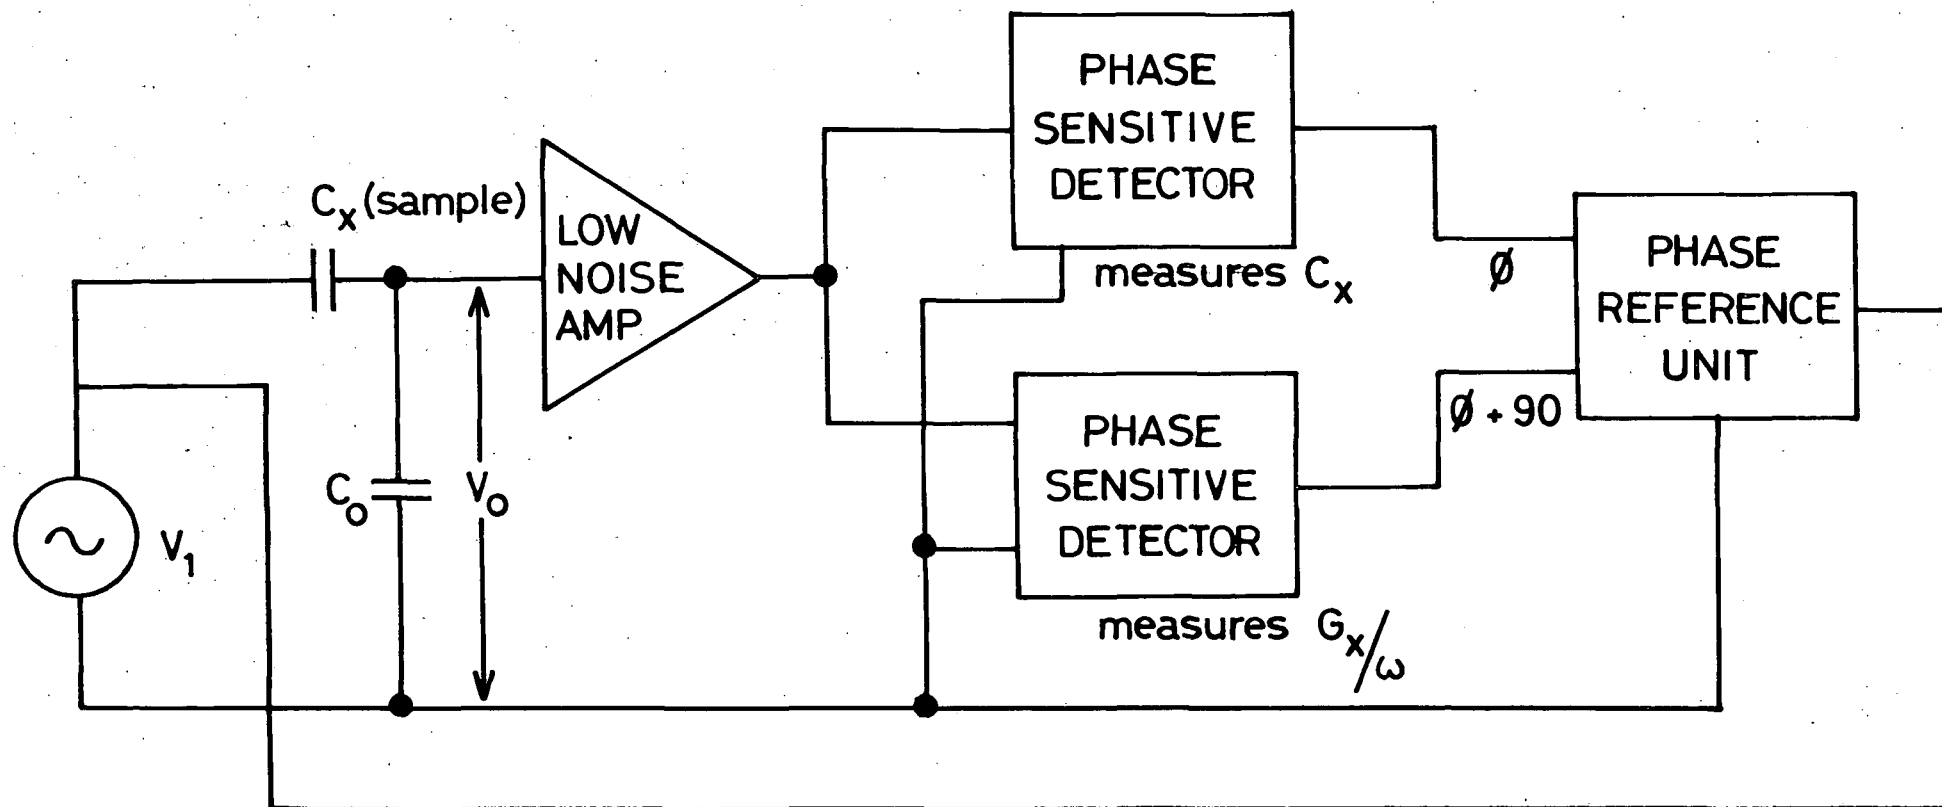 PHASE
SENSITIVE
DETECTOR
measures Cx
Cx (sample)
LOW
NOISE
AMP
Ø
PHASE
REFERENCE
UNIT
Ø + 90
PHASE
SENSITIVE
DETECTOR
measures Gx/ω
Co
Vo
V1